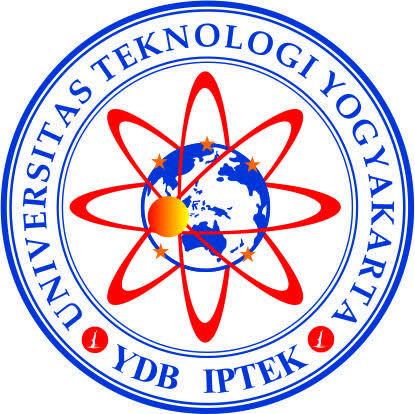 UNIVERSITAS TEKNOLOGI YOGYAKARTA
YDB IPTEK